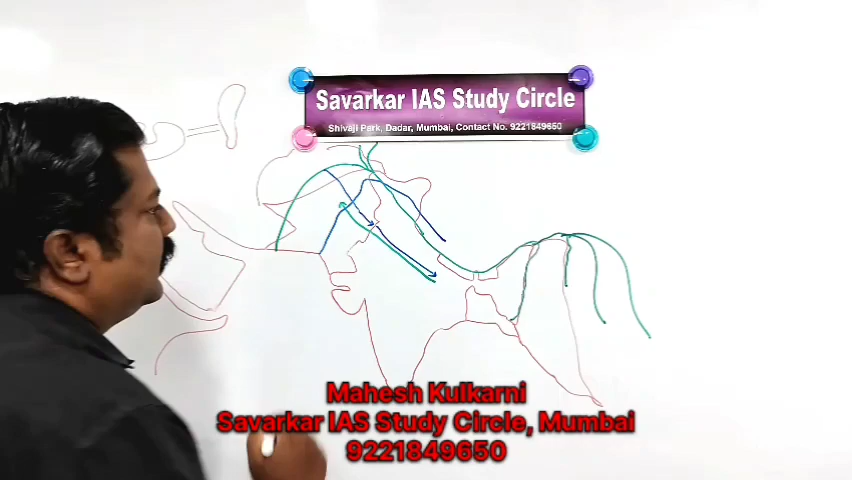 Savarkar IAS Study Circle
Shivaji Park, Dadar, Mumbai, Contact No. 9221849650
Mahesh Kulkarni
Savarkar IAS Study Circle, Mumbai
9221849650